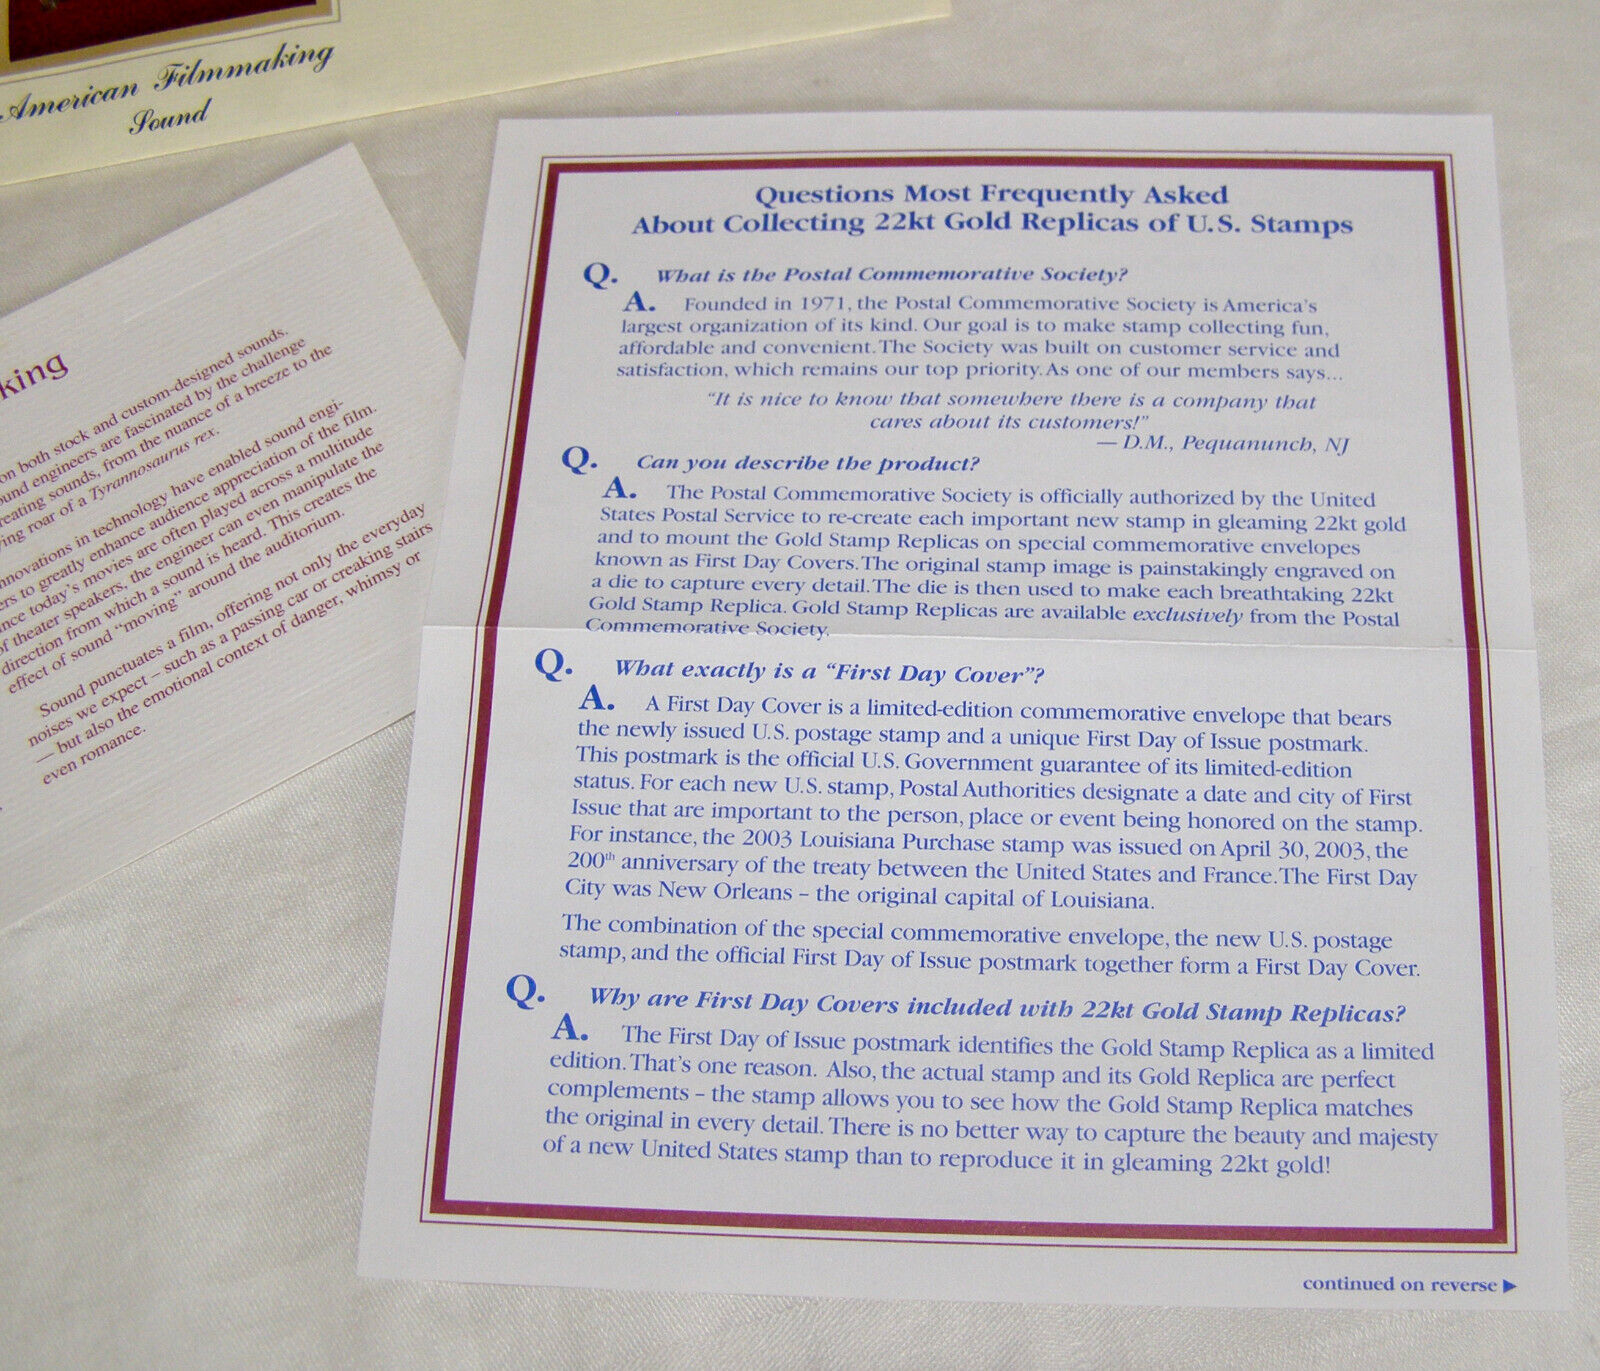 American Filmmaking
Sound
king
on both stock and custom-designed sounds.
ound engineers are fascinated by the challenge
reating sounds, from the nuance of a breeze to the
ing roar of a Tyrannosaurus rex.
nnovations in technology have enabled sound engi-
ers to greatly enhance audience appreciation of the film.
nce today's movies are often played across a multitude
of theater speakers, the engineer can even manipulate the
direction from which a sound is heard. This creates the
effect of sound "moving" around the auditorium.
Sound punctuates a film, offering not only the everyday
noises we expect – such as a passing car or creaking stairs
— but also the emotional context of danger, whimsy or
even romance.
Questions Most Frequently Asked
About Collecting 22kt Gold Replicas of U.S. Stamps
Q. What is the Postal Commemorative Society?
A. Founded in 1971, the Postal Commemorative Society is America's
largest organization of its kind. Our goal is to make stamp collecting fun,
affordable and convenient. The Society was built on customer service and
satisfaction, which remains our top priority. As one of our members says...
"It is nice to know that somewhere there is a company that
cares about its customers!"
— D.M., Pequanunch, NJ
Q. Can you describe the product?
A. The Postal Commemorative Society is officially authorized by the United
States Postal Service to re-create each important new stamp in gleaming 22kt gold
and to mount the Gold Stamp Replicas on special commemorative envelopes
known as First Day Covers. The original stamp image is painstakingly engraved on
a die to capture every detail. The die is then used to make each breathtaking 22kt
Gold Stamp Replica. Gold Stamp Replicas are available exclusively from the Postal
Commemorative Society.
Q. What exactly is a "First Day Cover"?
A. A First Day Cover is a limited-edition commemorative envelope that bears
the newly issued U.S. postage stamp and a unique First Day of Issue postmark.
This postmark is the official U.S. Government guarantee of its limited-edition
status. For each new U.S. stamp, Postal Authorities designate a date and city of First
Issue that are important to the person, place or event being honored on the stamp.
For instance, the 2003 Louisiana Purchase stamp was issued on April 30, 2003, the
200th anniversary of the treaty between the United States and France. The First Day
City was New Orleans – the original capital of Louisiana.
The combination of the special commemorative envelope, the new U.S. postage
stamp, and the official First Day of Issue postmark together form a First Day Cover.
Q. Why are First Day Covers included with 22kt Gold Stamp Replicas?
A. The First Day of Issue postmark identifies the Gold Stamp Replica as a limited
edition. That's one reason. Also, the actual stamp and its Gold Replica are perfect
complements – the stamp allows you to see how the Gold Stamp Replica matches
the original in every detail. There is no better way to capture the beauty and majesty
of a new United States stamp than to reproduce it in gleaming 22kt gold!
continued on reverse ▶